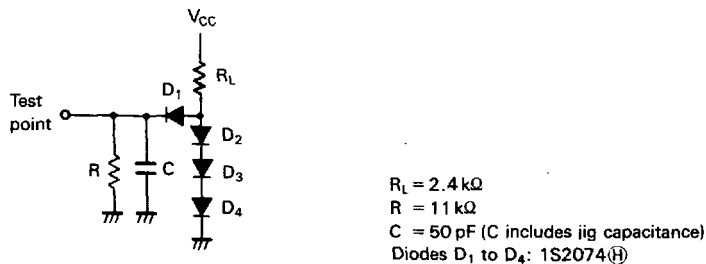 VCC
RL
D1
Test
point
D2
R
C
D3
D4
RL = 2.4 kΩ
R = 11 kΩ
C = 50 pF (C includes jig capacitance)
Diodes D1 to D4: 1S2074Ⓗ